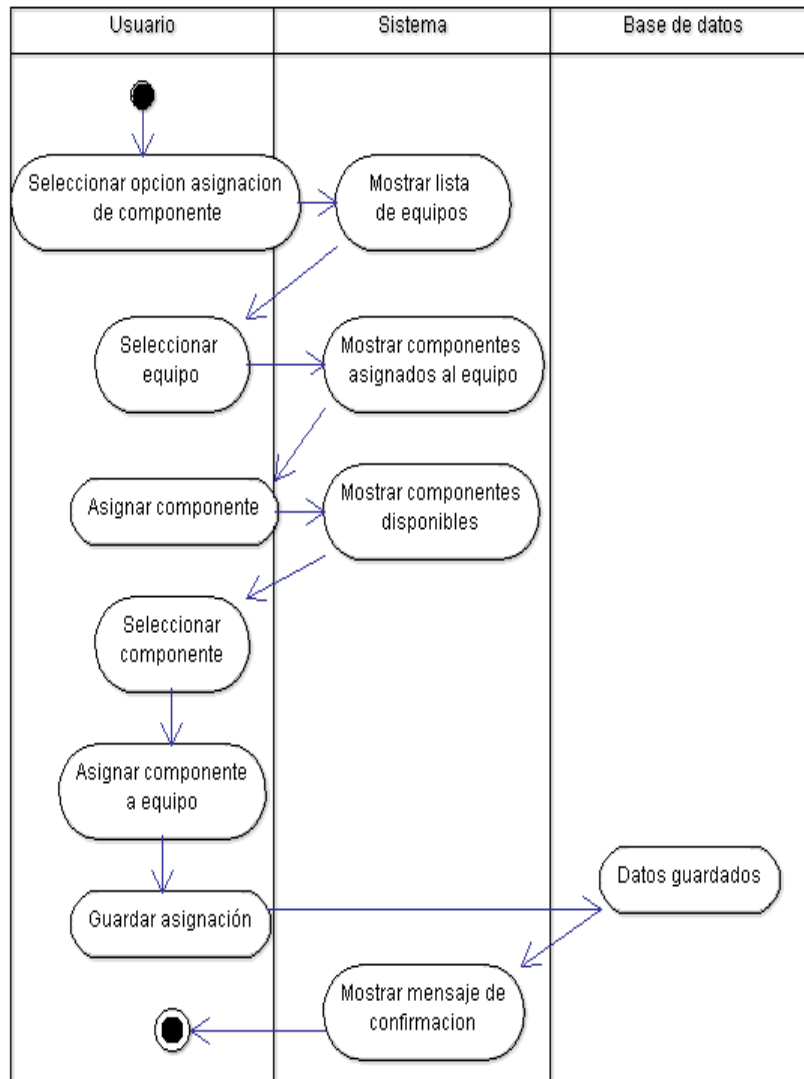 Usuario
Sistema
Base de datos
Seleccionar opcion asignacion
de componente
Mostrar lista
de equipos
Seleccionar
equipo
Mostrar componentes
asignados al equipo
Asignar componente
Mostrar componentes
disponibles
Seleccionar
componente
Asignar componente
a equipo
Guardar asignación
Datos guardados
Mostrar mensaje de
confirmacion